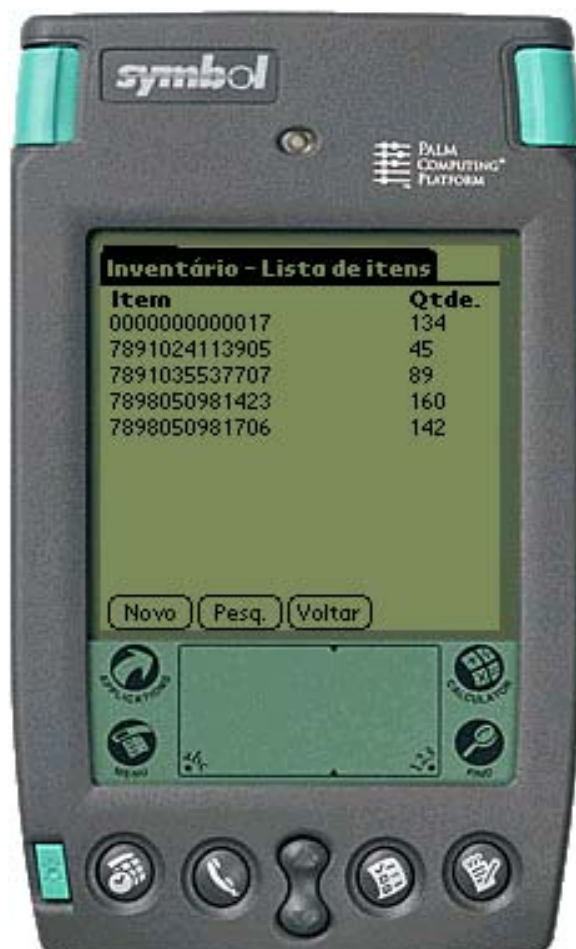 symbol
PALM
COMPUTING®
PLATFORM
Inventário - Lista de itens
Item Qtde.
0000000000017 134
7891024113905 45
7891035537707 89
7898050981423 160
7898050981706 142
Novo Pesq. Voltar
APPLICATIONS CALCULATOR
MENU FIND